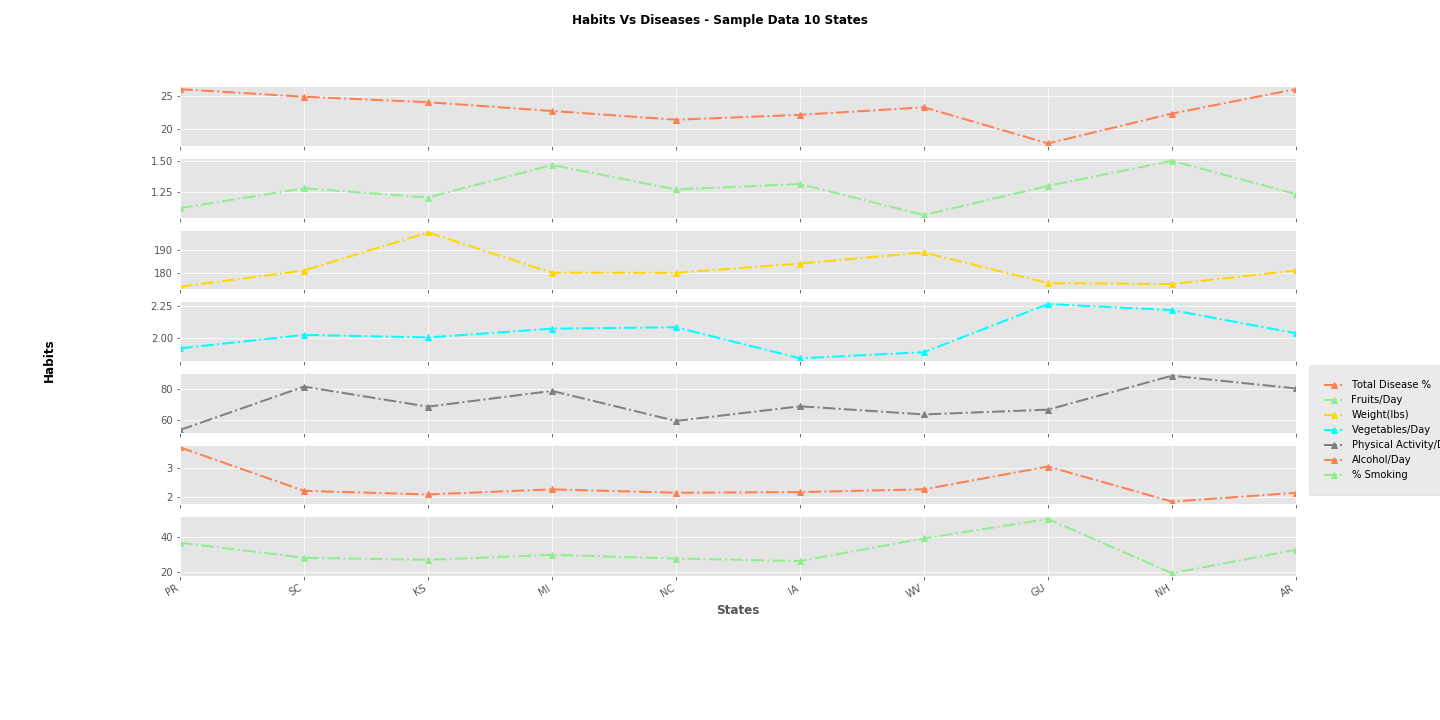 Habits Vs Diseases - Sample Data 10 States
25
20
1.50
1.25
190
180
2.25
2.00
80
60
3
2
40
20
Habits
PR SC KS MI NC IA WV GU NH AR
States
Total Disease %
Fruits/Day
Weight(lbs)
Vegetables/Day
Physical Activity/D
Alcohol/Day
% Smoking